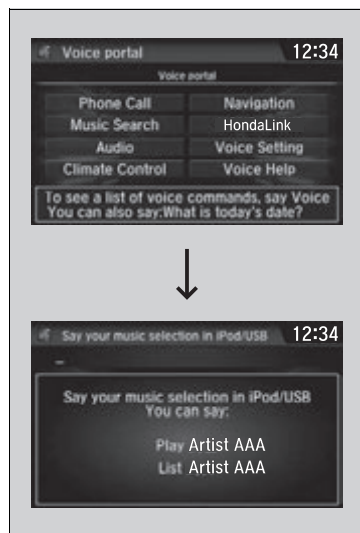 Voice portal 12:34
Voice portal
Phone Call Navigation
Music Search HondaLink
Audio Voice Setting
Climate Control Voice Help
To see a list of voice commands, say Voice
You can also say:What is today's date?
Say your music selection in iPod/USB 12:34
Say your music selection in iPod/USB
You can say:
Play Artist AAA
List Artist AAA